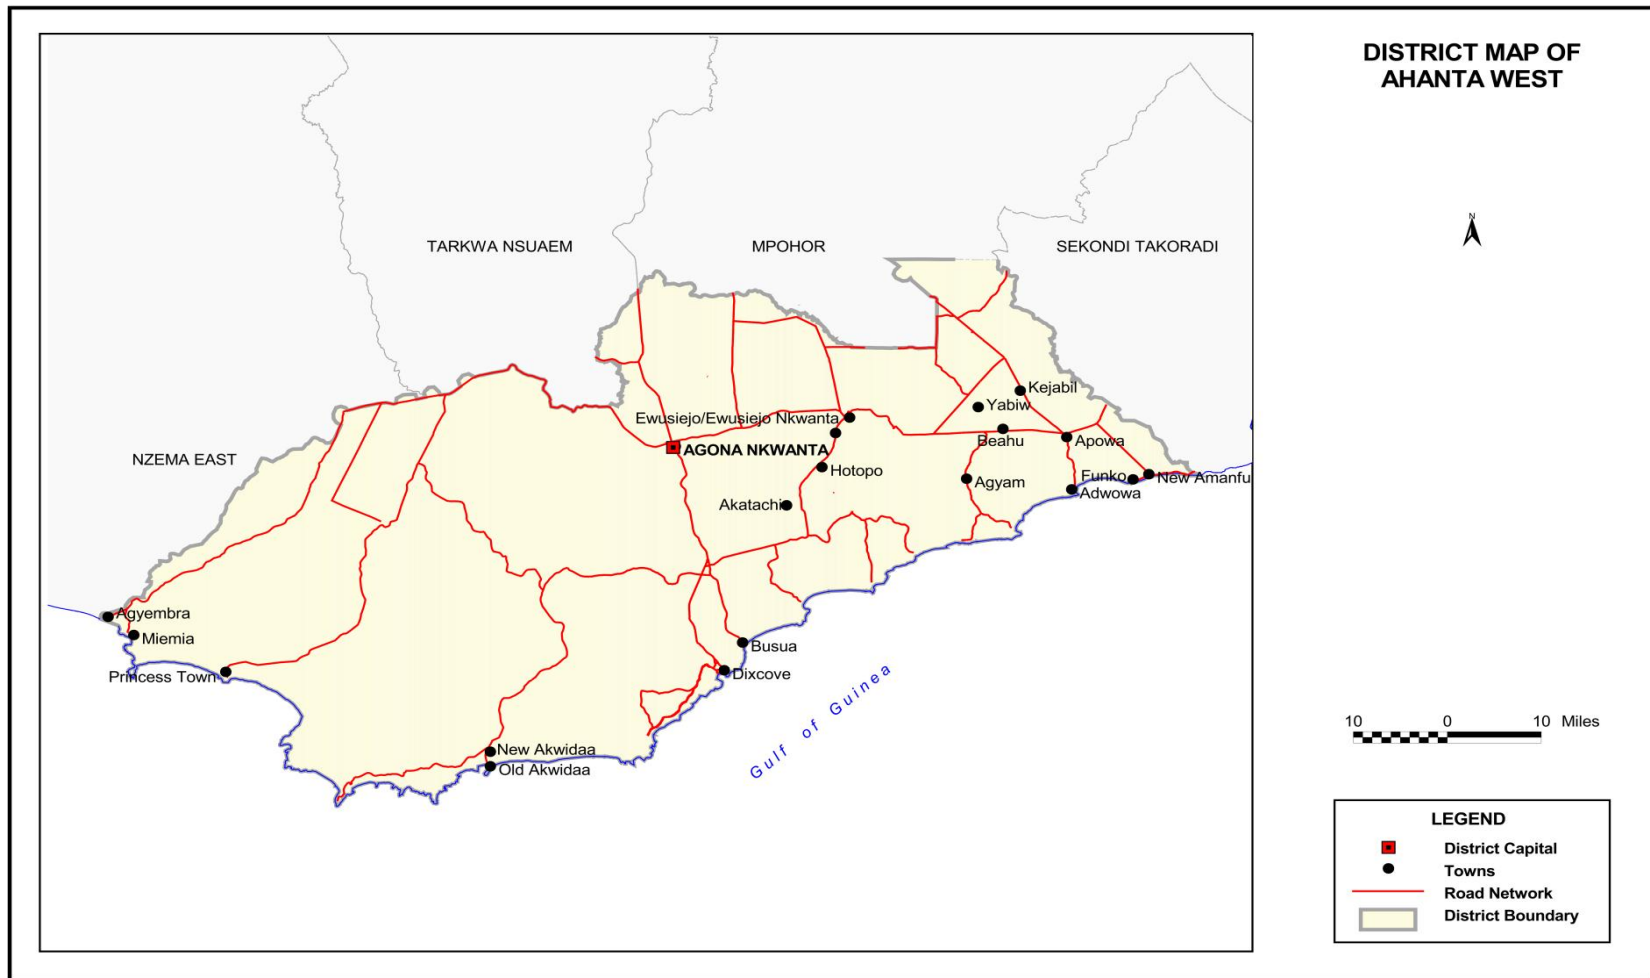 DISTRICT MAP OF
AHANTA WEST
N
TARKWA NSUAEM
MPOHOR
SEKONDI TAKORADI
NZEMA EAST
Kejabil
Yabiw
Ewusiejo/Ewusiejo Nkwanta
Beahu
Apowa
AGONA NKWANTA
Hotopo
Agyam
Funko
New Amanfu
Adwowa
Akatachi
Agyembra
Miemia
Busua
Princess Town
Dixcove
Gulf of Guinea
New Akwidaa
Old Akwidaa
10 0 10 Miles
LEGEND
District Capital
Towns
Road Network
District Boundary